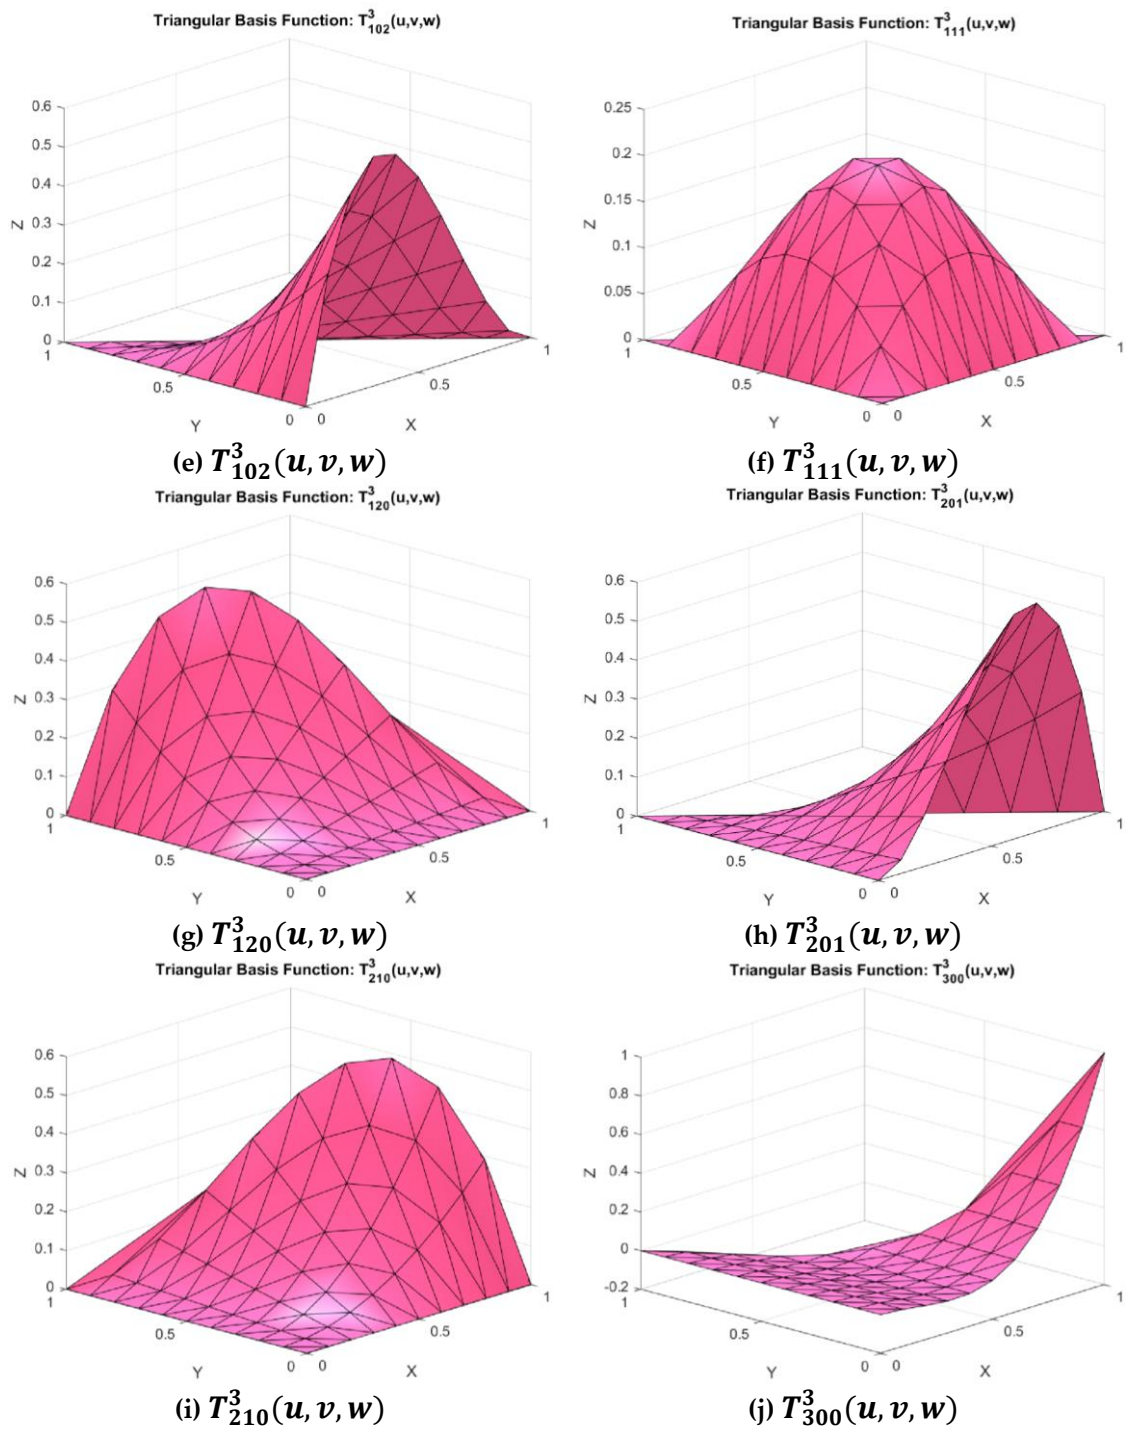 Triangular Basis Function: T³₁₀₂(u,v,w)
0.6
0.5
0.4
0.3
0.2
0.1
0
Z
1
0.5
0
Y
0
0.5
1
X
(e) T³₁₀₂(u, v, w)
Triangular Basis Function: T³₁₁₁(u,v,w)
0.25
0.2
0.15
0.1
0.05
0
Z
1
0.5
0
Y
0
0.5
1
X
(f) T³₁₁₁(u, v, w)
Triangular Basis Function: T³₁₂₀(u,v,w)
0.6
0.5
0.4
0.3
0.2
0.1
0
Z
1
0.5
0
Y
0
0.5
1
X
(g) T³₁₂₀(u, v, w)
Triangular Basis Function: T³₂₀₁(u,v,w)
0.6
0.5
0.4
0.3
0.2
0.1
0
Z
1
0.5
0
Y
0
0.5
1
X
(h) T³₂₀₁(u, v, w)
Triangular Basis Function: T³₂₁₀(u,v,w)
0.6
0.5
0.4
0.3
0.2
0.1
0
Z
1
0.5
0
Y
0
0.5
1
X
(i) T³₂₁₀(u, v, w)
Triangular Basis Function: T³₃₀₀(u,v,w)
1
0.8
0.6
0.4
0.2
0
-0.2
Z
1
0.5
0
Y
0
0.5
1
X
(j) T³₃₀₀(u, v, w)